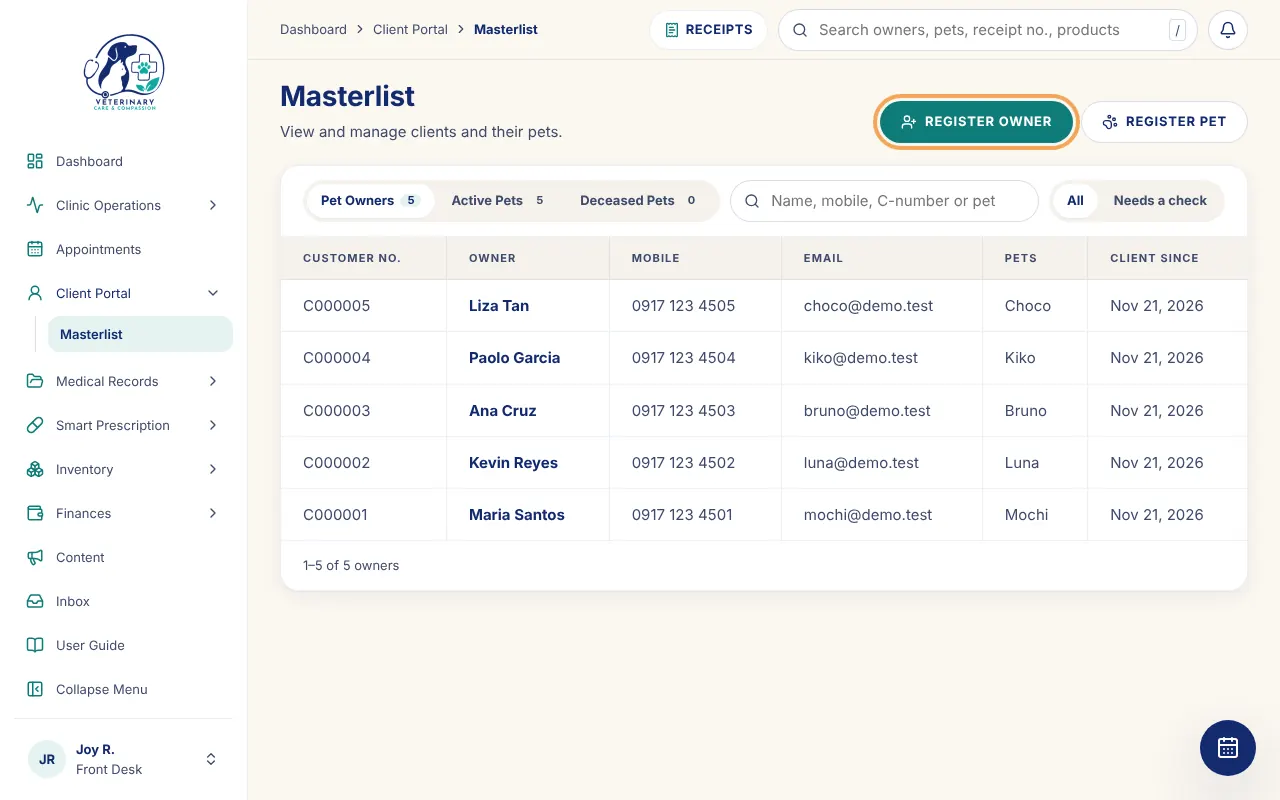 VETERINARY
CARE & COMPASSION
Dashboard
Clinic Operations
Appointments
Client Portal
Masterlist
Medical Records
Smart Prescription
Inventory
Finances
Content
Inbox
User Guide
Collapse Menu
JR
Joy R.
Front Desk
Dashboard > Client Portal > Masterlist
RECEIPTS
Search owners, pets, receipt no., products /
Masterlist
View and manage clients and their pets.
REGISTER OWNER
REGISTER PET
Pet Owners 5 Active Pets 5 Deceased Pets 0
Name, mobile, C-number or pet
All Needs a check
CUSTOMER NO. OWNER MOBILE EMAIL PETS CLIENT SINCE
C000005 Liza Tan 0917 123 4505 choco@demo.test Choco Nov 21, 2026
C000004 Paolo Garcia 0917 123 4504 kiko@demo.test Kiko Nov 21, 2026
C000003 Ana Cruz 0917 123 4503 bruno@demo.test Bruno Nov 21, 2026
C000002 Kevin Reyes 0917 123 4502 luna@demo.test Luna Nov 21, 2026
C000001 Maria Santos 0917 123 4501 mochi@demo.test Mochi Nov 21, 2026
1–5 of 5 owners